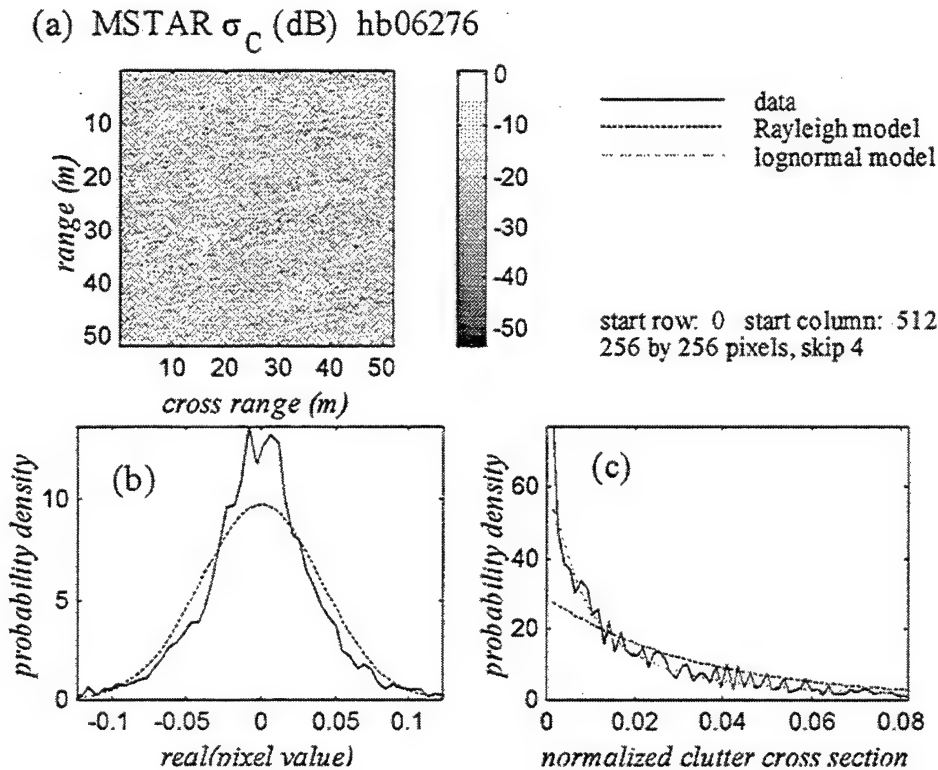 (a) MSTAR σC (dB) hb06276
10
20
30
40
50
range (m)
10 20 30 40 50
cross range (m)
0
-10
-20
-30
-40
-50
data
Rayleigh model
lognormal model
start row: 0 start column: 512
256 by 256 pixels, skip 4
(b)
probability density
10
5
0
-0.1 -0.05 0 0.05 0.1
real(pixel value)
(c)
probability density
60
40
20
0
0 0.02 0.04 0.06 0.08
normalized clutter cross section